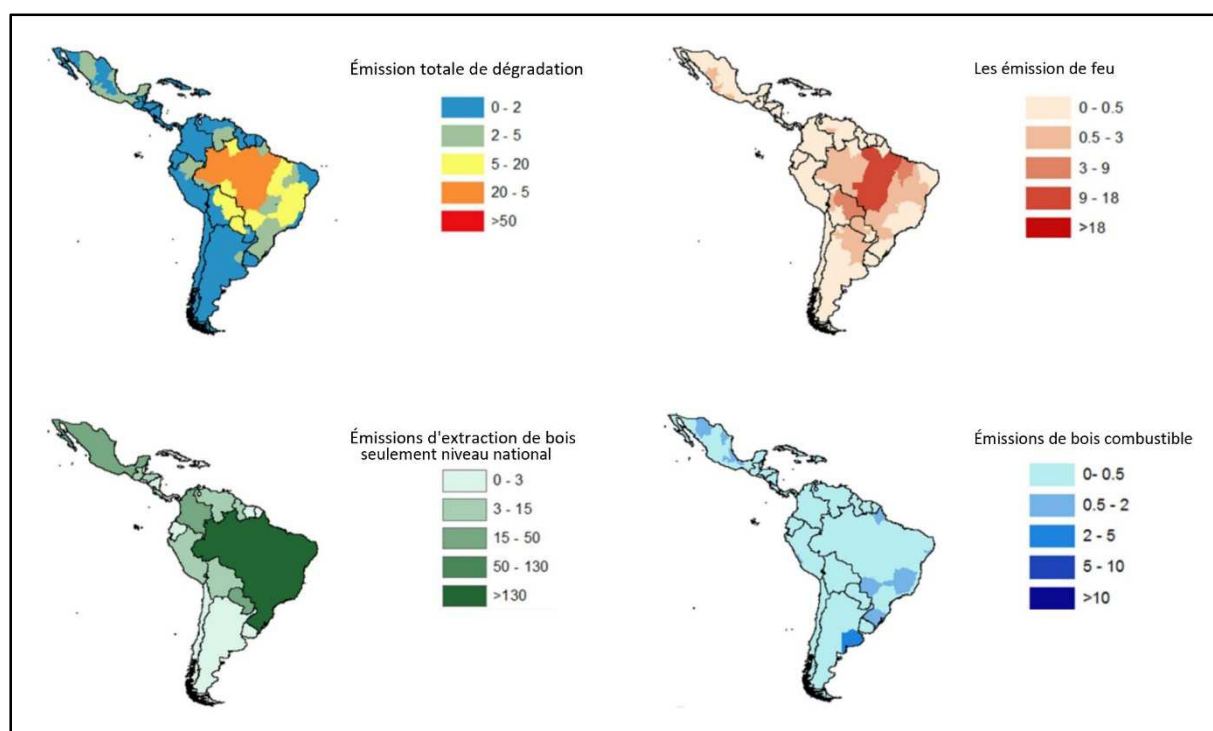 Émission totale de dégradation
0 - 2
2 - 5
5 - 20
20 - 5
>50
Les émission de feu
0 - 0.5
0.5 - 3
3 - 9
9 - 18
>18
Émissions d'extraction de bois
seulement niveau national
0 - 3
3 - 15
15 - 50
50 - 130
>130
Émissions de bois combustible
0- 0.5
0.5 - 2
2 - 5
5 - 10
>10